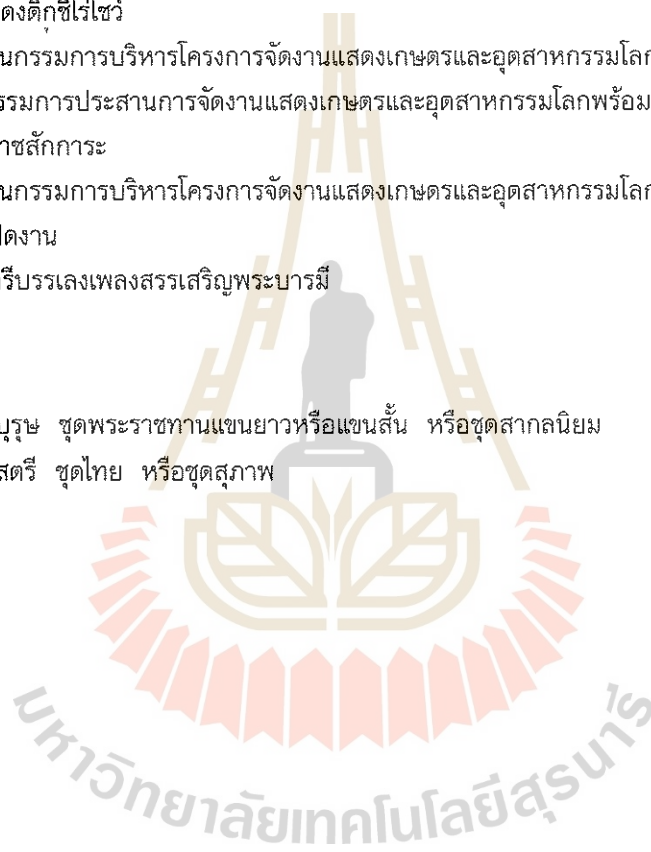 ดงดิกุชีไรโชว์
นกรรมการบริหารโครงการจัดงานแสดงเกษตรและอุตสาหกรรมโลก
รรมการประสานการจัดงานแสดงเกษตรและอุตสาหกรรมโลกพร้อม
าชสักการะ
นกรรมการบริหารโครงการจัดงานแสดงเกษตรและอุตสาหกรรมโลก
ปิดงาน
ตรีบรรเลงเพลงสรรเสริญพระบารมี
บุรุษ ชุดพระราชทานแขนยาวหรือแขนสั้น หรือชุดสากลนิยม
สตรี ชุดไทย หรือชุดสุภาพ
มหาวิทยาลัยเทคโนโลยีสุรนารี